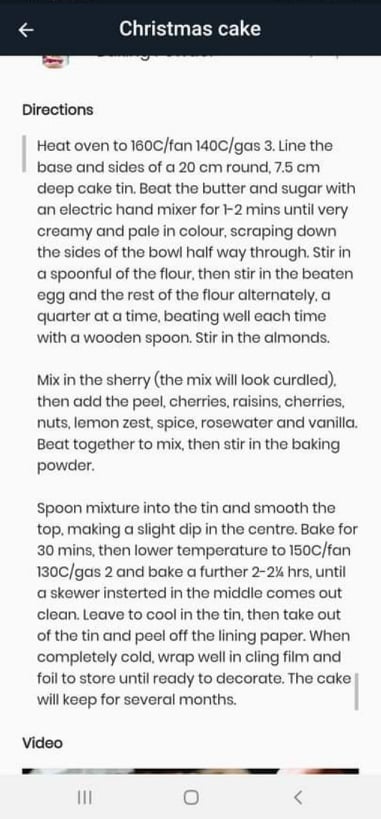 Christmas cake
Directions
Heat oven to 160C/fan 140C/gas 3. Line the
base and sides of a 20 cm round, 7.5 cm
deep cake tin. Beat the butter and sugar with
an electric hand mixer for 1-2 mins until very
creamy and pale in colour, scraping down
the sides of the bowl half way through. Stir in
a spoonful of the flour, then stir in the beaten
egg and the rest of the flour alternately, a
quarter at a time, beating well each time
with a wooden spoon. Stir in the almonds.
Mix in the sherry (the mix will look curdled),
then add the peel, cherries, raisins, cherries,
nuts, lemon zest, spice, rosewater and vanilla.
Beat together to mix, then stir in the baking
powder.
Spoon mixture into the tin and smooth the
top, making a slight dip in the centre. Bake for
30 mins, then lower temperature to 150C/fan
130C/gas 2 and bake a further 2-2¼ hrs, until
a skewer insterted in the middle comes out
clean. Leave to cool in the tin, then take out
of the tin and peel off the lining paper. When
completely cold, wrap well in cling film and
foil to store until ready to decorate. The cake
will keep for several months.
Video